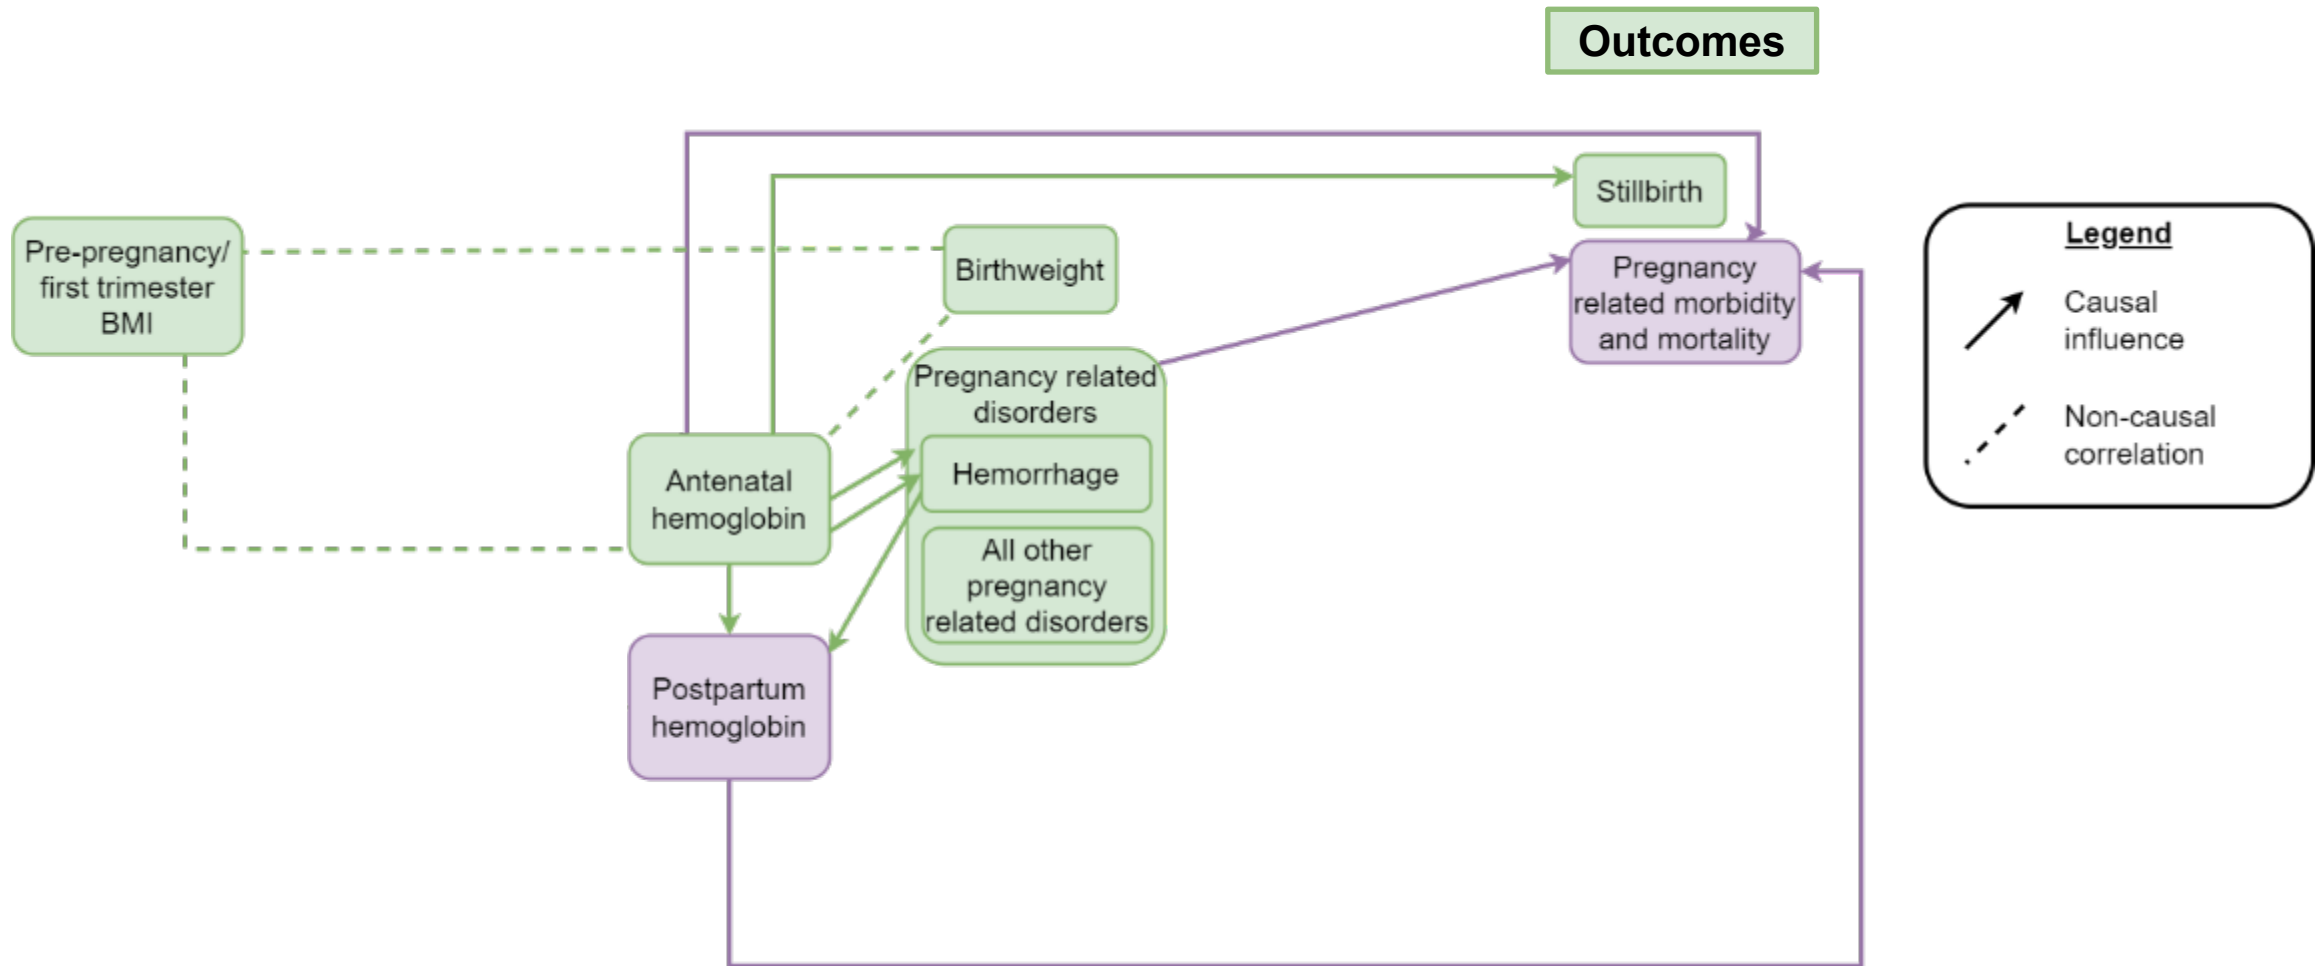 Outcomes
Stillbirth
Pre-pregnancy/
first trimester
BMI
Birthweight
Pregnancy
related morbidity
and mortality
Legend
Causal
influence
Non-causal
correlation
Pregnancy related
disorders
Hemorrhage
All other
pregnancy
related disorders
Antenatal
hemoglobin
Postpartum
hemoglobin